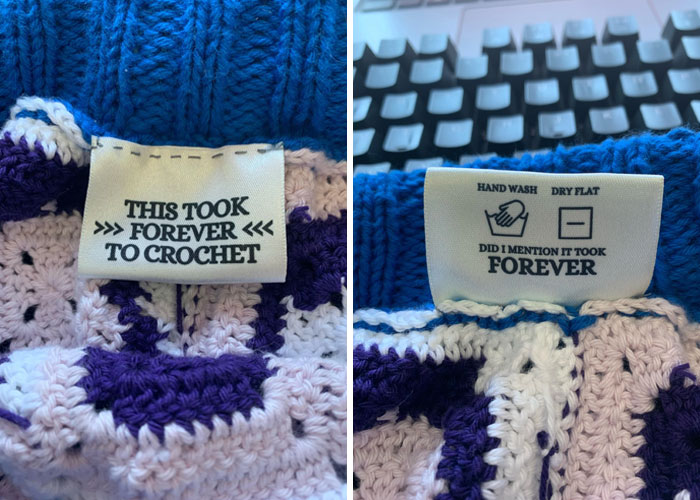 THIS TOOK
>>> FOREVER <<<
TO CROCHET
HAND WASH DRY FLAT
DID I MENTION IT TOOK
FOREVER